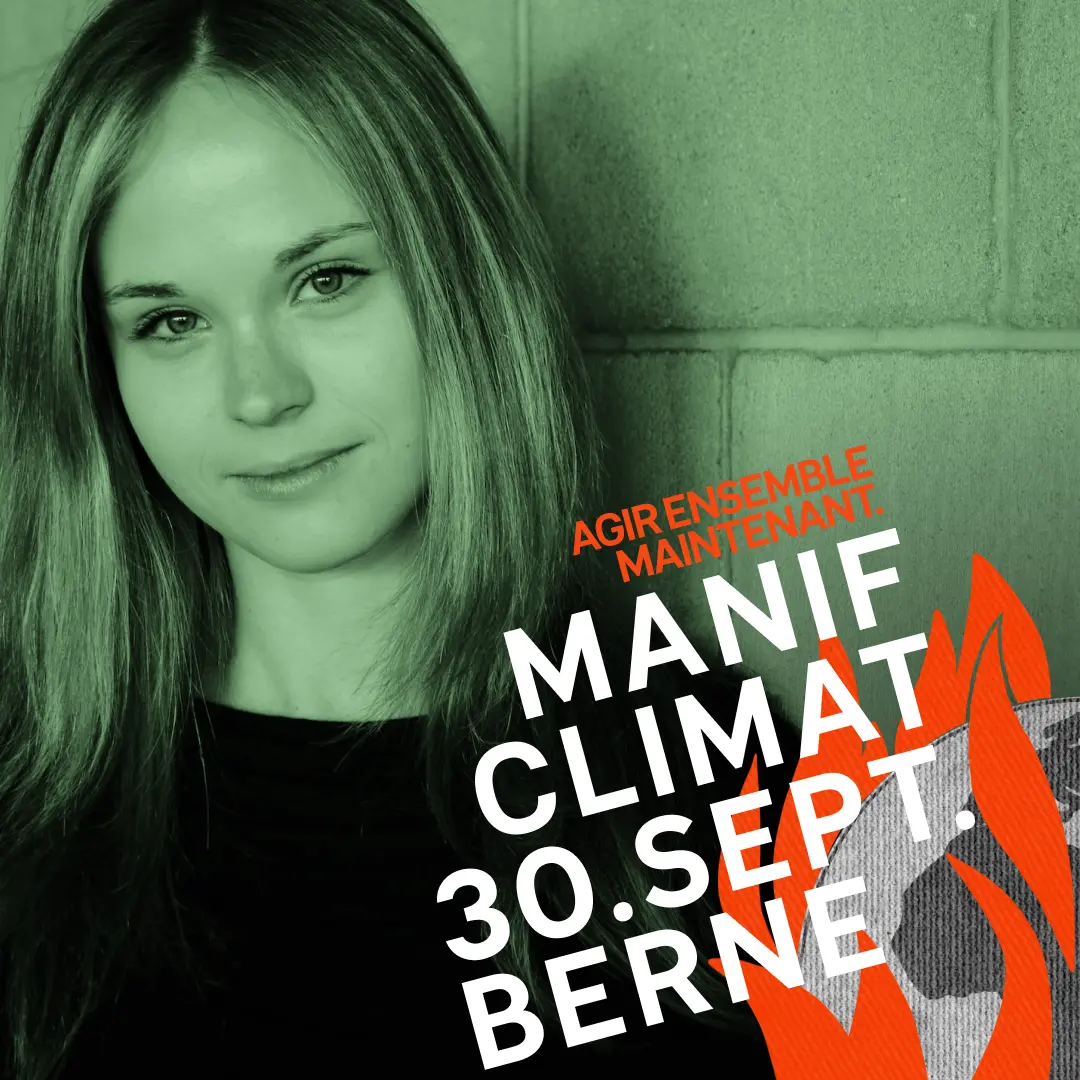 AGIR ENSEMBLE
MAINTENANT.
MANIF
CLIMAT
30.SEPT.
BERNE